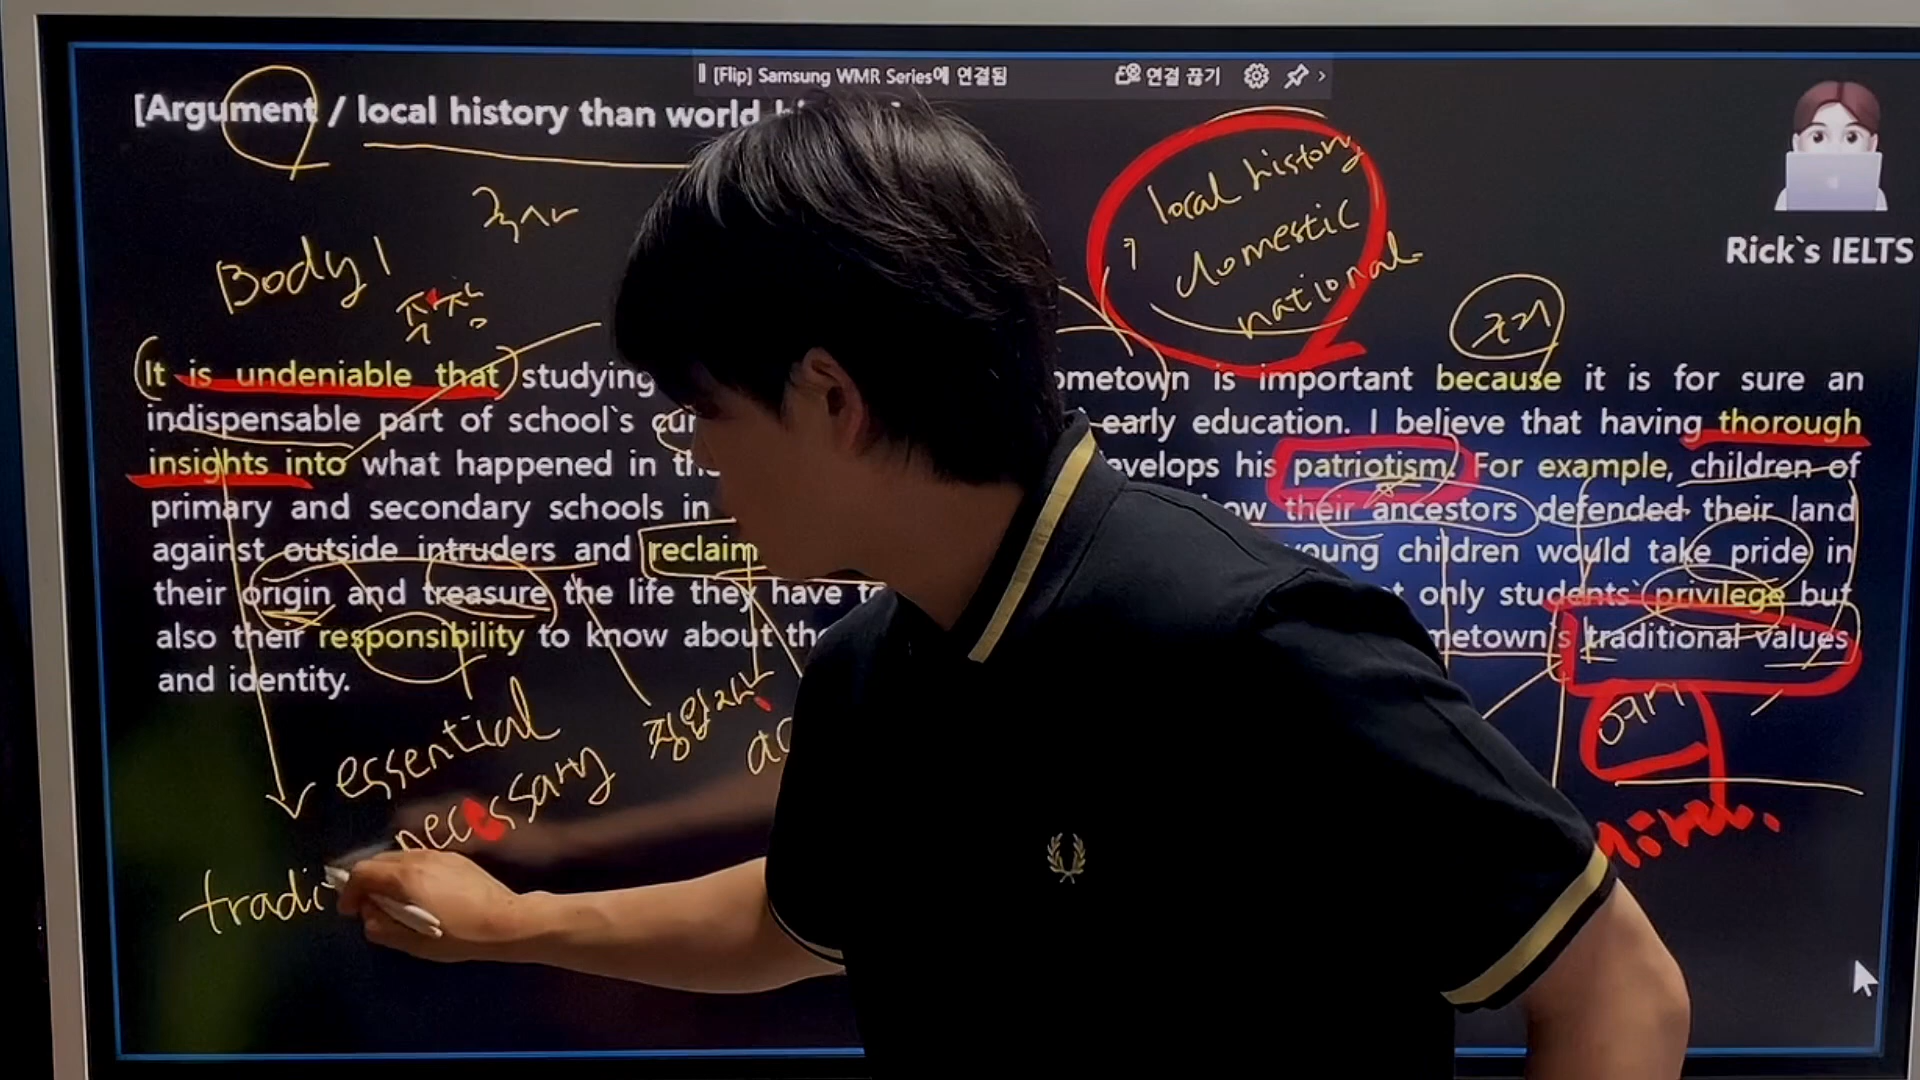 [Flip] Samsung WMR Series에 연결됨 연결 끊기
[Argument / local history than world
Rick`s IELTS
local history
domestic
national
Body 1
It is undeniable that studying ometown is important because it is for sure an
indispensable part of school`s cur early education. I believe that having thorough
insights into what happened in th evelops his patriotism. For example, children of
primary and secondary schools in ow their ancestors defended their land
against outside intruders and reclaim young children would take pride in
their origin and treasure the life they have to t only students` privilege but
also their responsibility to know about the metown`s traditional values
and identity.
essential
necessary
tradi